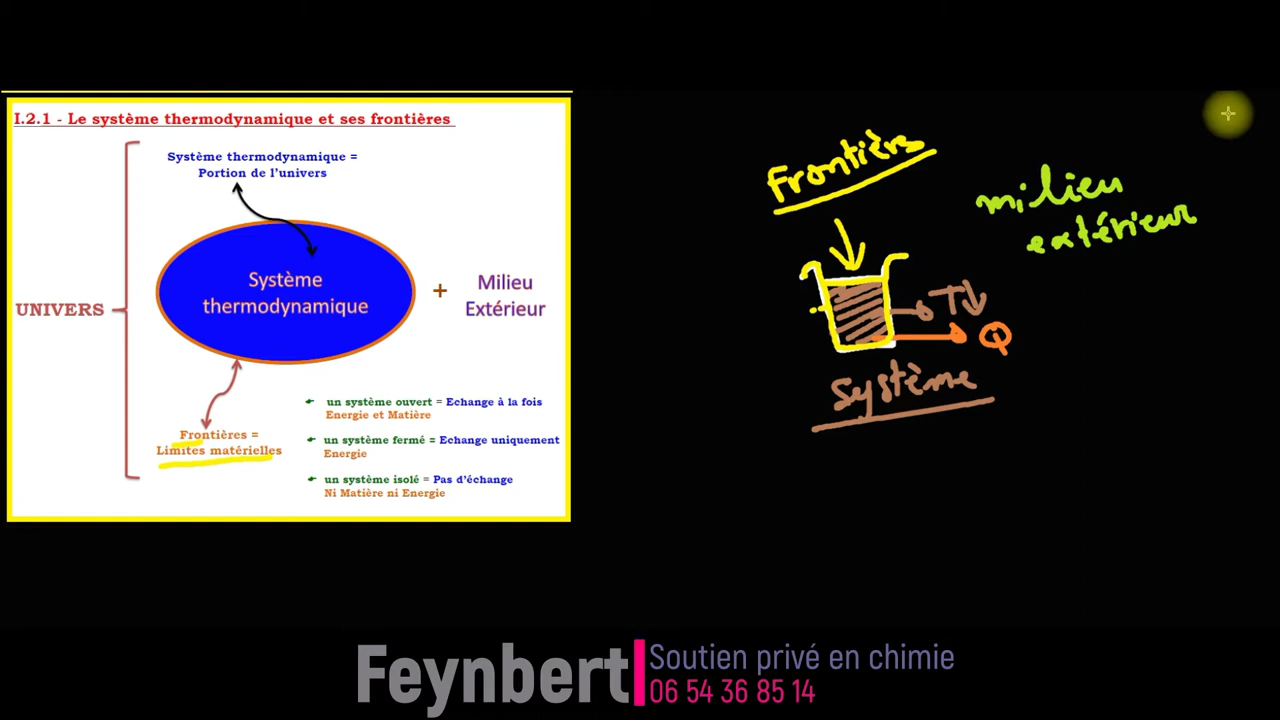 I.2.1 - Le système thermodynamique et ses frontières
Système thermodynamique =
Portion de l'univers
Système
thermodynamique
UNIVERS
+
Milieu
Extérieur
Frontières =
Limites matérielles
un système ouvert = Echange à la fois
Energie et Matière
un système fermé = Echange uniquement
Energie
un système isolé = Pas d'échange
Ni Matière ni Energie
Frontière
milieu
extérieur
T↓
Q
Système
Feynbert
Soutien privé en chimie
06 54 36 85 14